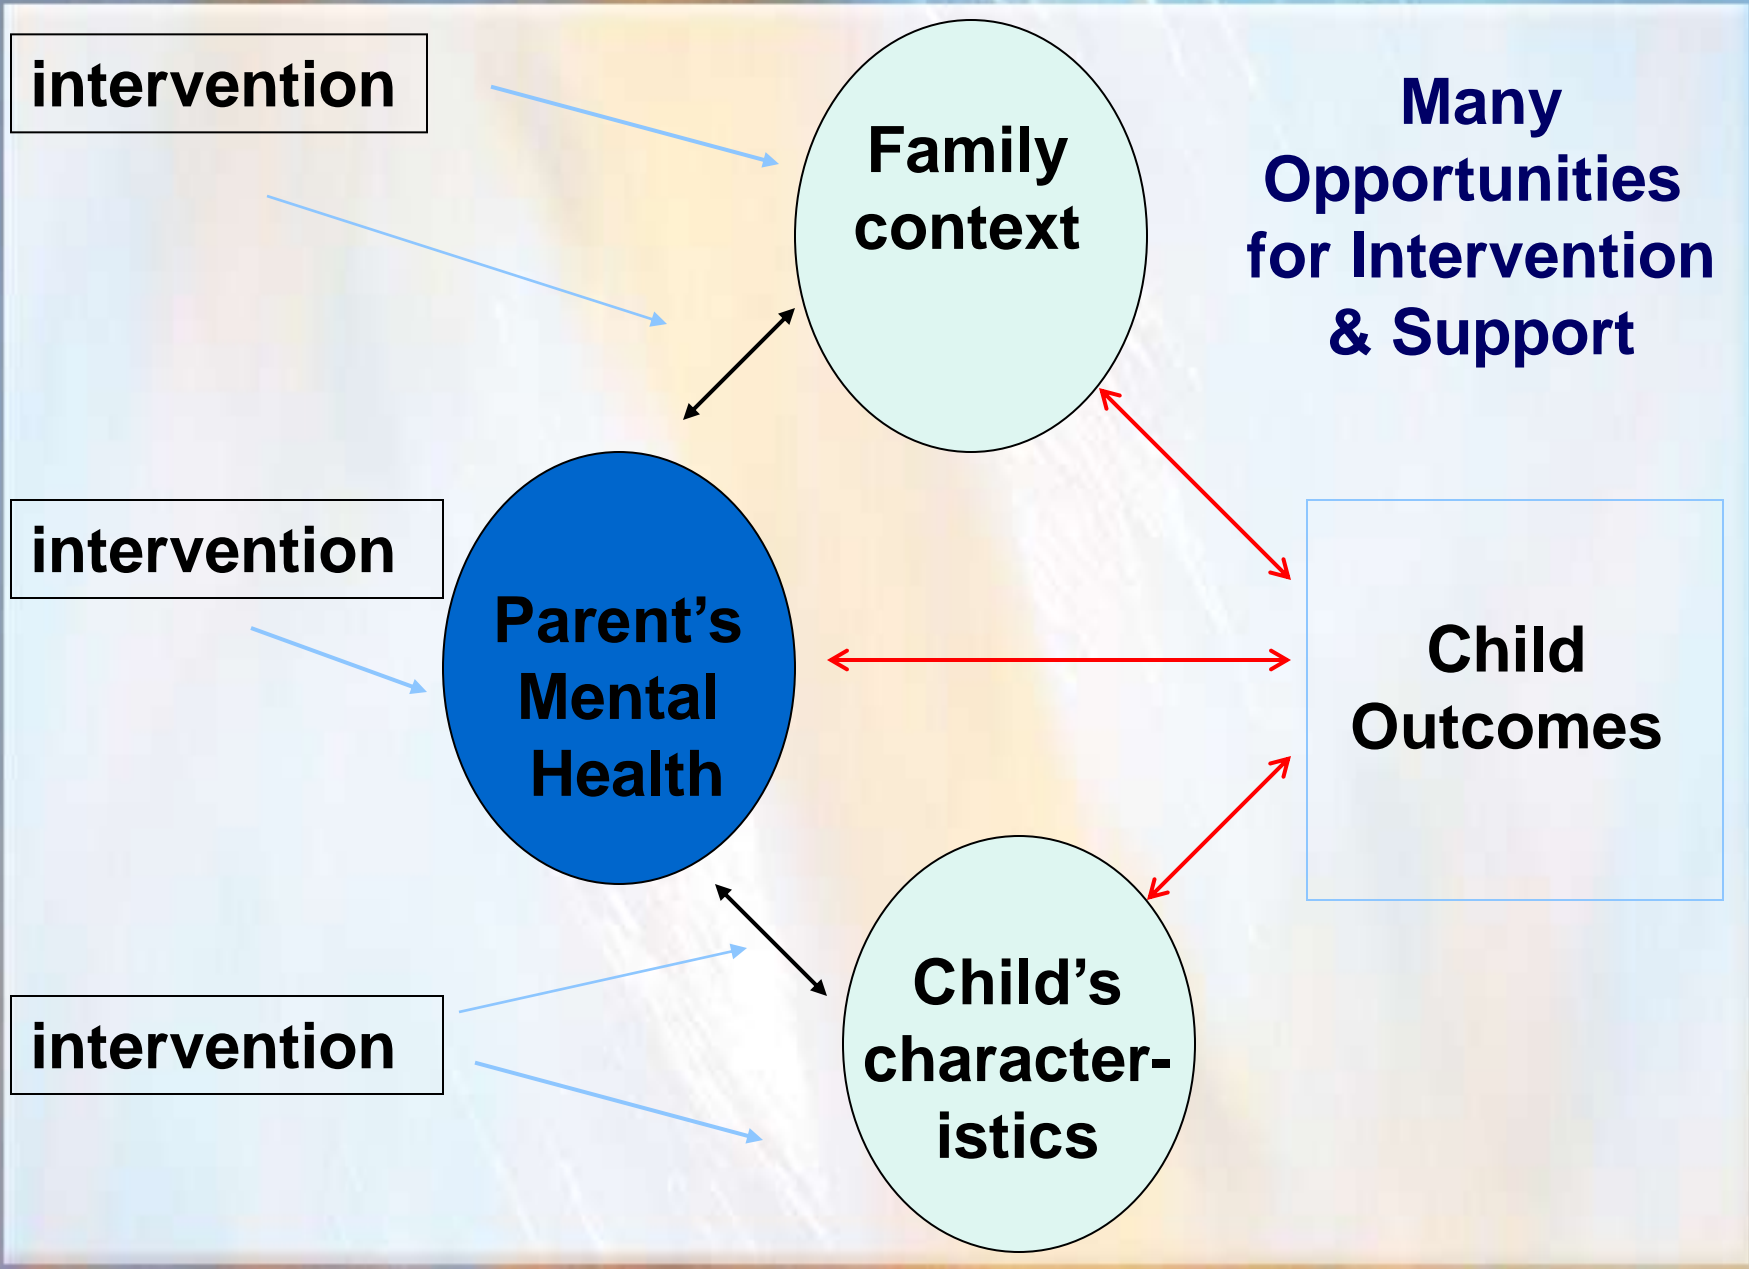 intervention
Family
context
Many
Opportunities
for Intervention
& Support
intervention
Parent’s
Mental
Health
Child
Outcomes
intervention
Child’s
character-
istics